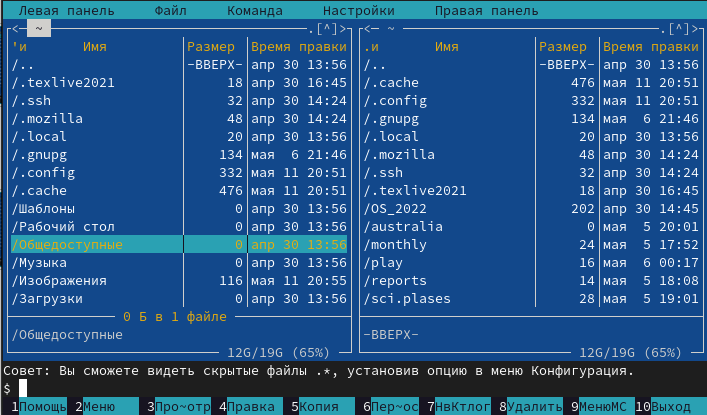 Левая панель Файл Команда Настройки Правая панель
<─ ~ .[^]> <─ ~ .[^]>
'и Имя Размер Время правки .и Имя Размер Время правки
/.. -ВВЕРХ- апр 30 13:56 /.. -ВВЕРХ- апр 30 13:56
/.texlive2021 18 апр 30 16:45 /.cache 476 мая 11 20:51
/.ssh 32 апр 30 14:24 /.config 332 мая 11 20:51
/.mozilla 48 апр 30 14:24 /.gnupg 134 мая 6 21:46
/.local 20 апр 30 13:56 /.local 20 апр 30 13:56
/.gnupg 134 мая 6 21:46 /.mozilla 48 апр 30 14:24
/.config 332 мая 11 20:51 /.ssh 32 апр 30 14:24
/.cache 476 мая 11 20:51 /.texlive2021 18 апр 30 16:45
/Шаблоны 0 апр 30 13:56 /OS_2022 202 апр 30 14:45
/Рабочий стол 0 апр 30 13:56 /australia 0 мая 5 20:01
/Общедоступные 0 апр 30 13:56 /monthly 24 мая 5 17:52
/Музыка 0 апр 30 13:56 /play 16 мая 6 00:17
/Изображения 116 мая 11 20:55 /reports 14 мая 5 18:08
/Загрузки 0 апр 30 13:56 /sci.plases 28 мая 5 19:01
0 Б в 1 файле
/Общедоступные -ВВЕРХ-
12G/19G (65%) 12G/19G (65%)
Совет: Вы сможете видеть скрытые файлы .*, установив опцию в меню Конфигурация.
$
1Помощь 2Меню 3Про~отр 4Правка 5Копия 6Пер~ос 7НвКтлог 8Удалить 9МенюMC 10Выход